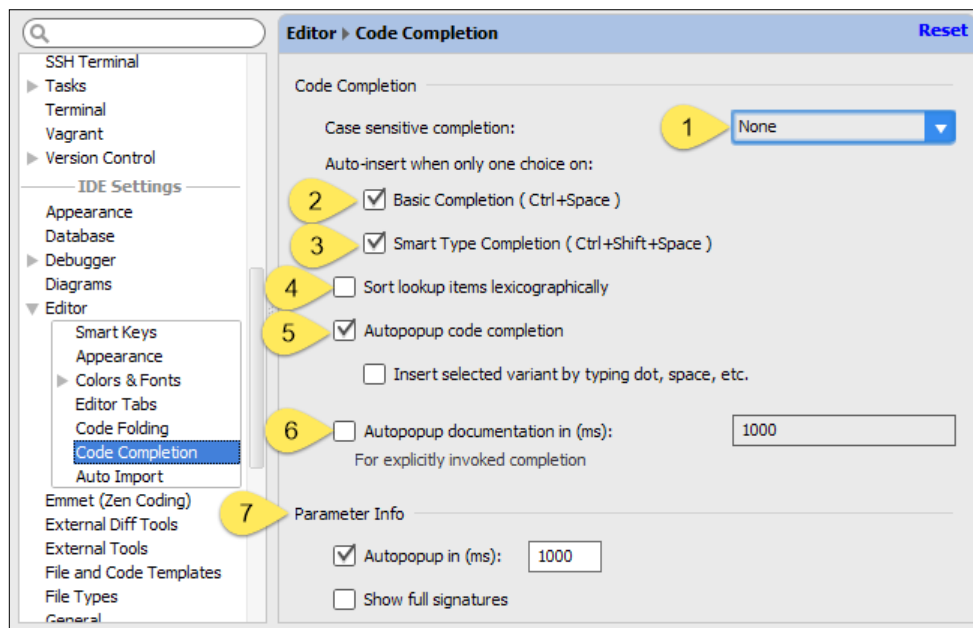 Editor ▸ Code Completion
Reset
SSH Terminal
Tasks
Terminal
Vagrant
Version Control
IDE Settings
Appearance
Database
Debugger
Diagrams
Editor
Smart Keys
Appearance
Colors & Fonts
Editor Tabs
Code Folding
Code Completion
Auto Import
Emmet (Zen Coding)
External Diff Tools
External Tools
File and Code Templates
File Types
General
Code Completion
Case sensitive completion:
1
None
Auto-insert when only one choice on:
2
Basic Completion ( Ctrl+Space )
3
Smart Type Completion ( Ctrl+Shift+Space )
4
Sort lookup items lexicographically
5
Autopopup code completion
Insert selected variant by typing dot, space, etc.
6
Autopopup documentation in (ms):
1000
For explicitly invoked completion
7
Parameter Info
Autopopup in (ms):
1000
Show full signatures